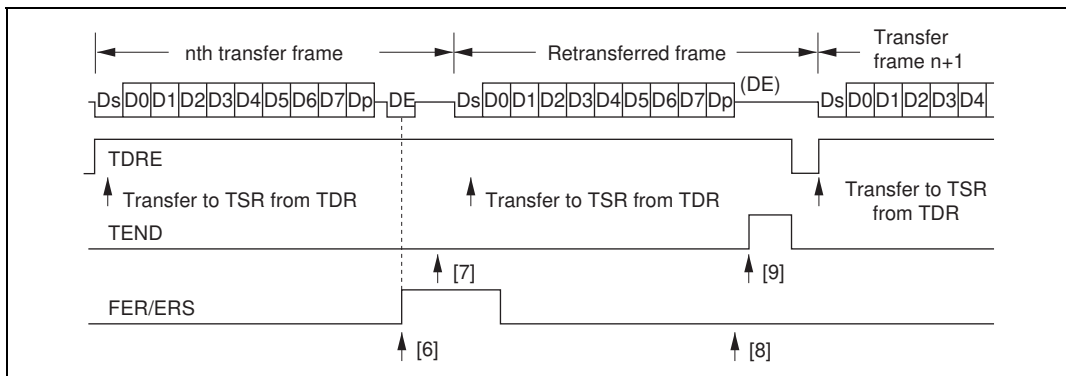 nth transfer frame
Retransferred frame
Transfer
frame n+1
Ds D0 D1 D2 D3 D4 D5 D6 D7 Dp DE Ds D0 D1 D2 D3 D4 D5 D6 D7 Dp (DE) Ds D0 D1 D2 D3 D4
TDRE
Transfer to TSR from TDR
Transfer to TSR from TDR
Transfer to TSR
from TDR
TEND
[7]
[9]
FER/ERS
[6]
[8]